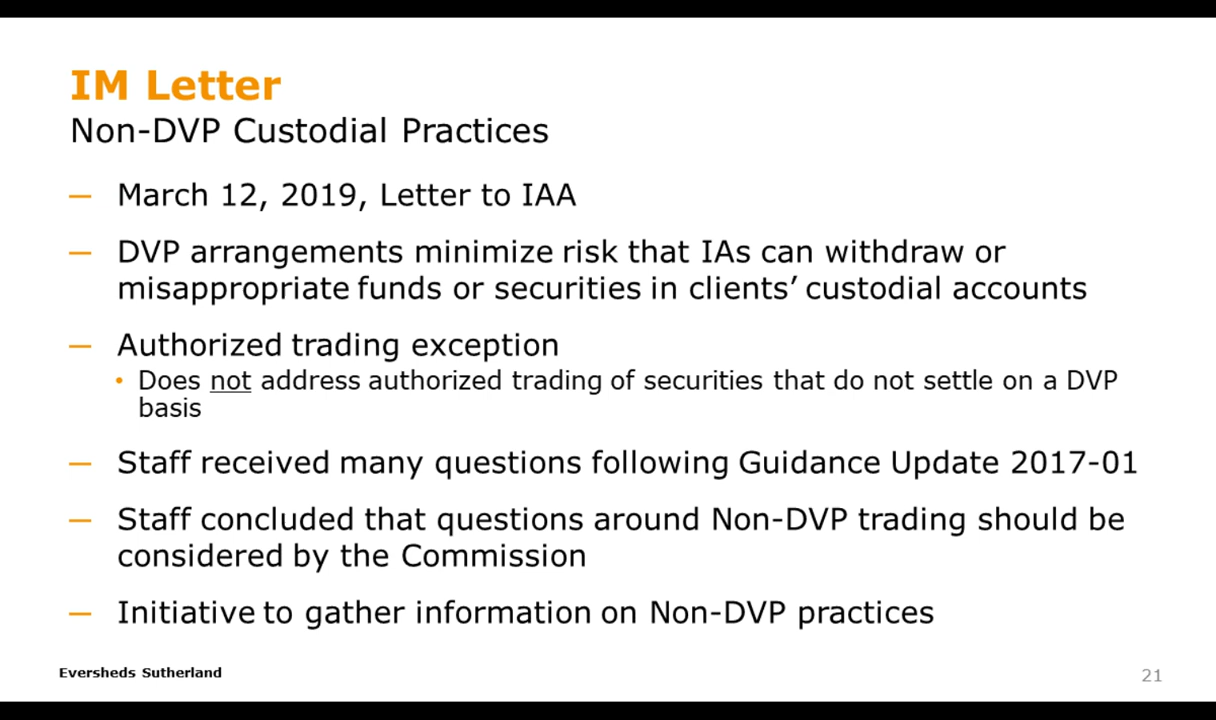 IM Letter
Non-DVP Custodial Practices
— March 12, 2019, Letter to IAA
— DVP arrangements minimize risk that IAs can withdraw or
misappropriate funds or securities in clients’ custodial accounts
— Authorized trading exception
• Does not address authorized trading of securities that do not settle on a DVP
basis
— Staff received many questions following Guidance Update 2017-01
— Staff concluded that questions around Non-DVP trading should be
considered by the Commission
— Initiative to gather information on Non-DVP practices
Eversheds Sutherland
21